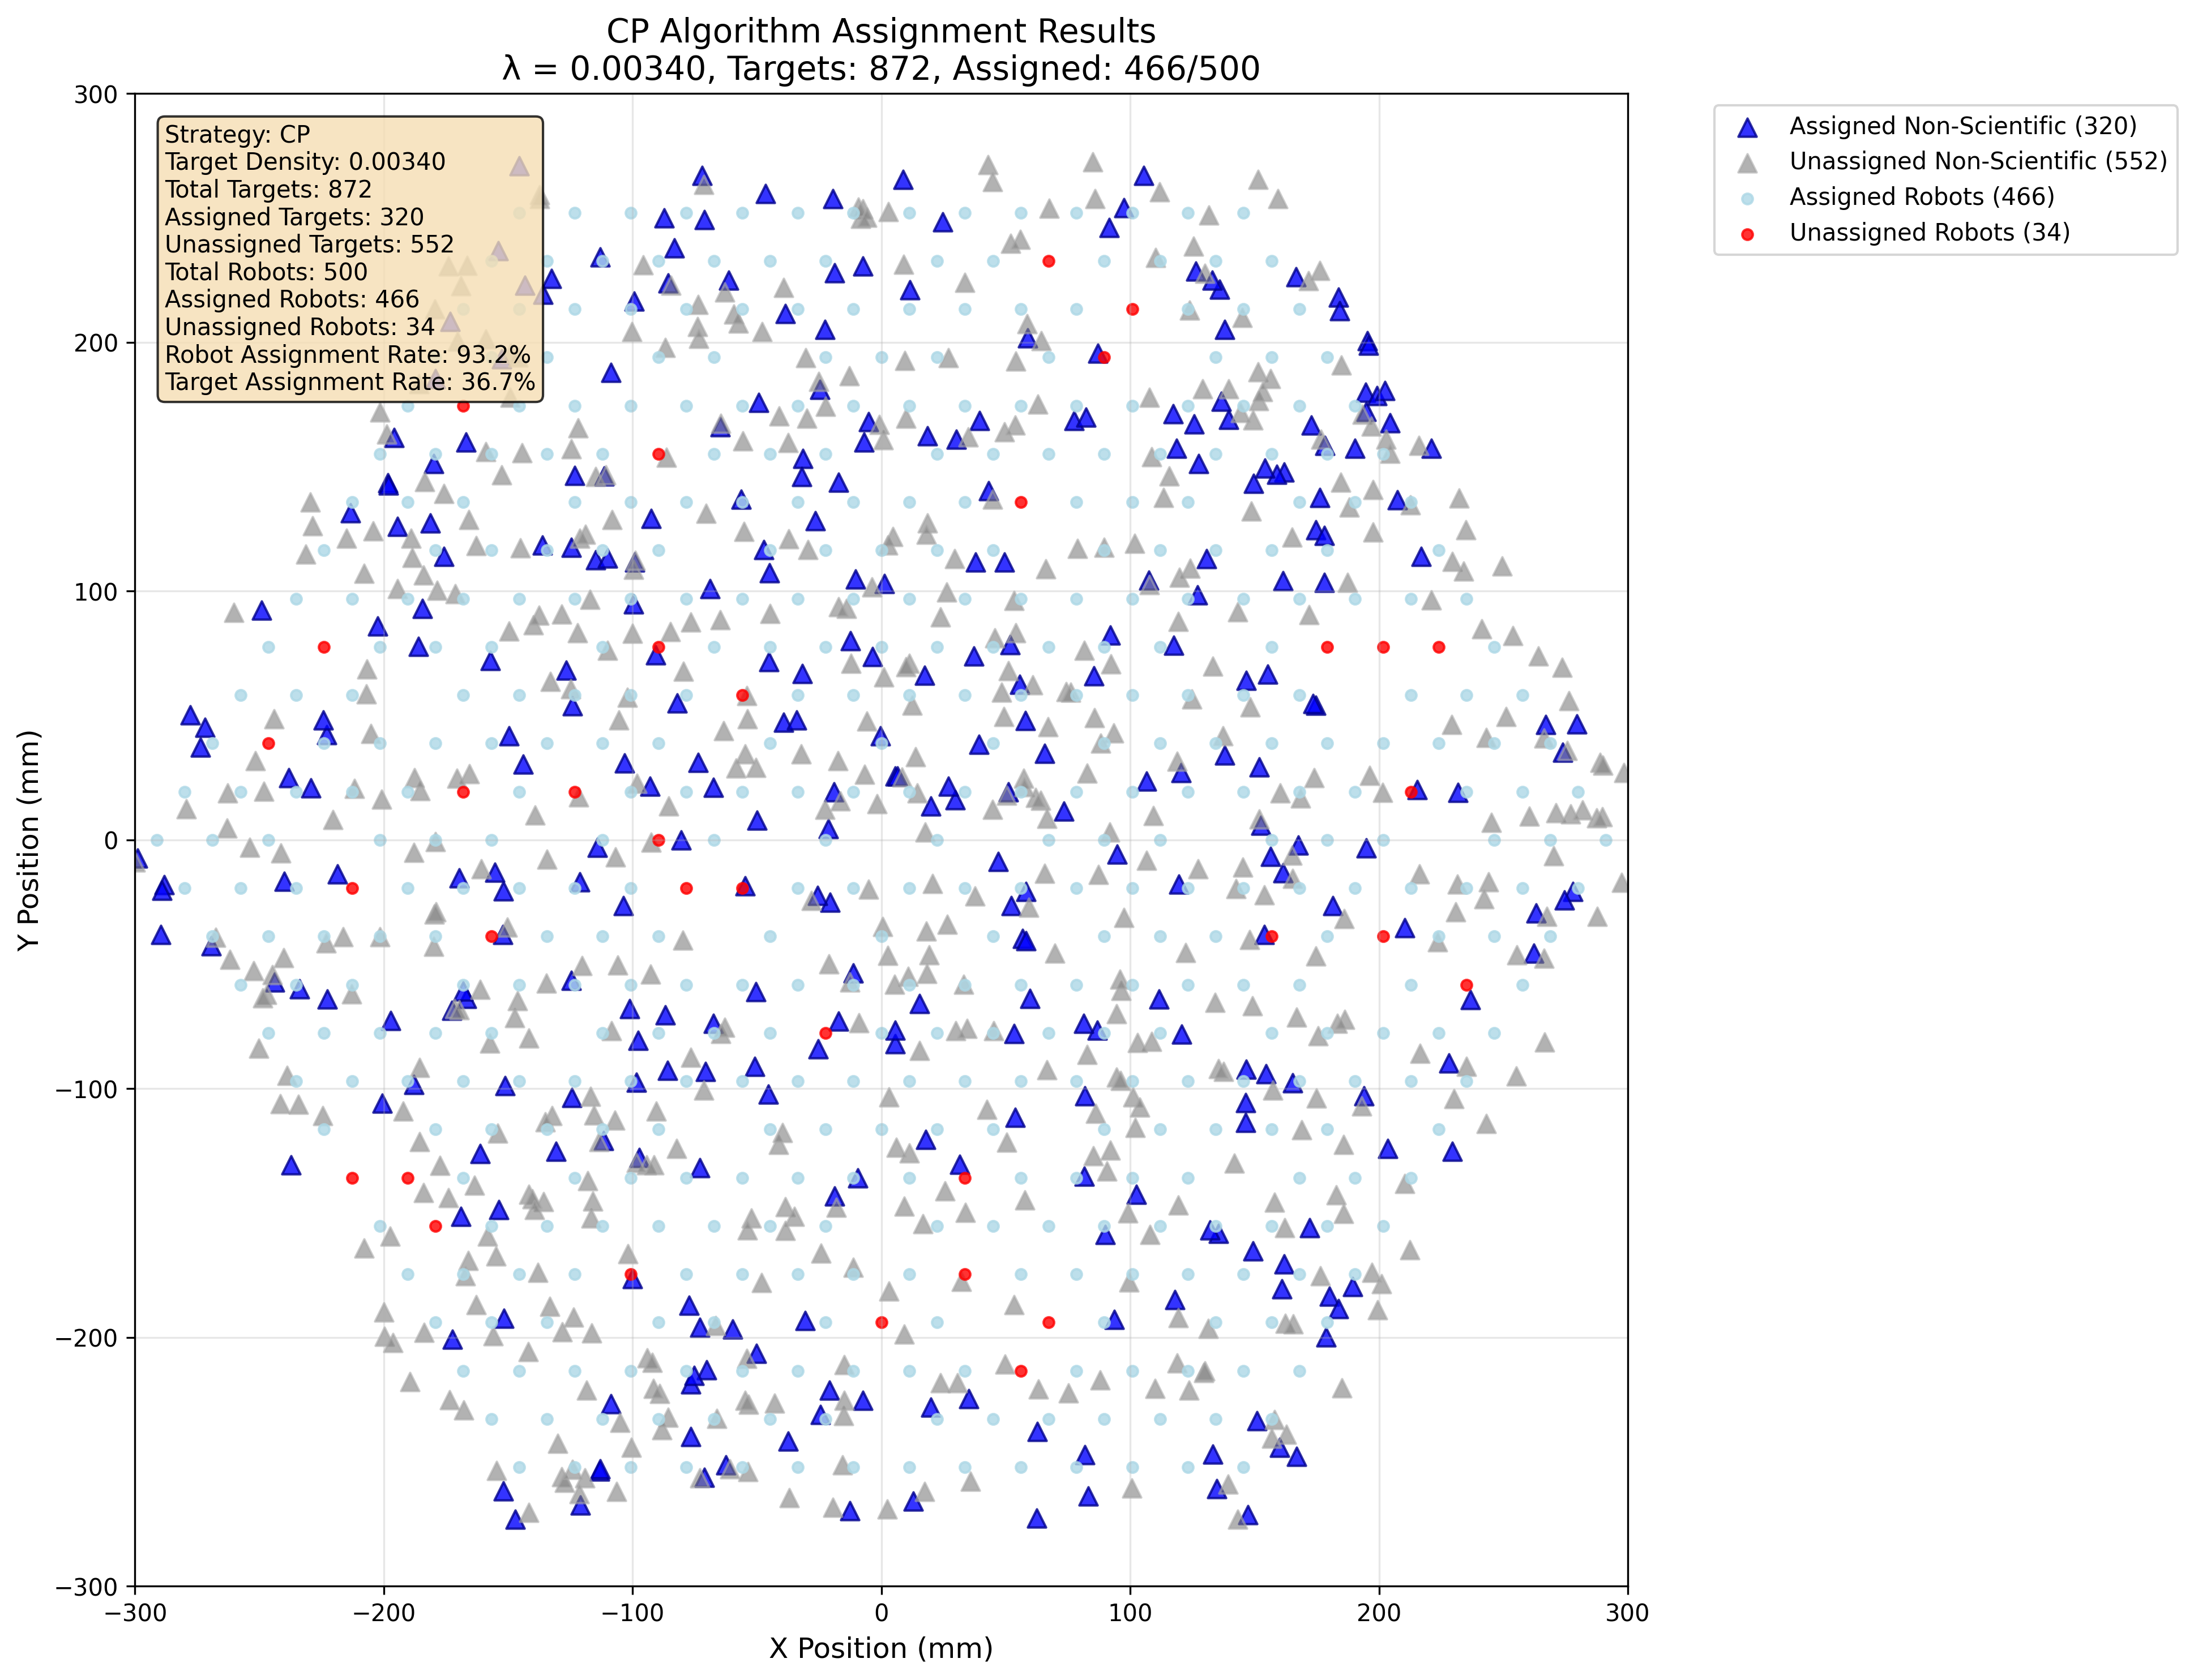 CP Algorithm Assignment Results
λ = 0.00340, Targets: 872, Assigned: 466/500
Strategy: CP
Target Density: 0.00340
Total Targets: 872
Assigned Targets: 320
Unassigned Targets: 552
Total Robots: 500
Assigned Robots: 466
Unassigned Robots: 34
Robot Assignment Rate: 93.2%
Target Assignment Rate: 36.7%
Assigned Non-Scientific (320)
Unassigned Non-Scientific (552)
Assigned Robots (466)
Unassigned Robots (34)
Y Position (mm)
300
200
100
0
−100
−200
−300
−300
−200
−100
0
100
200
300
X Position (mm)